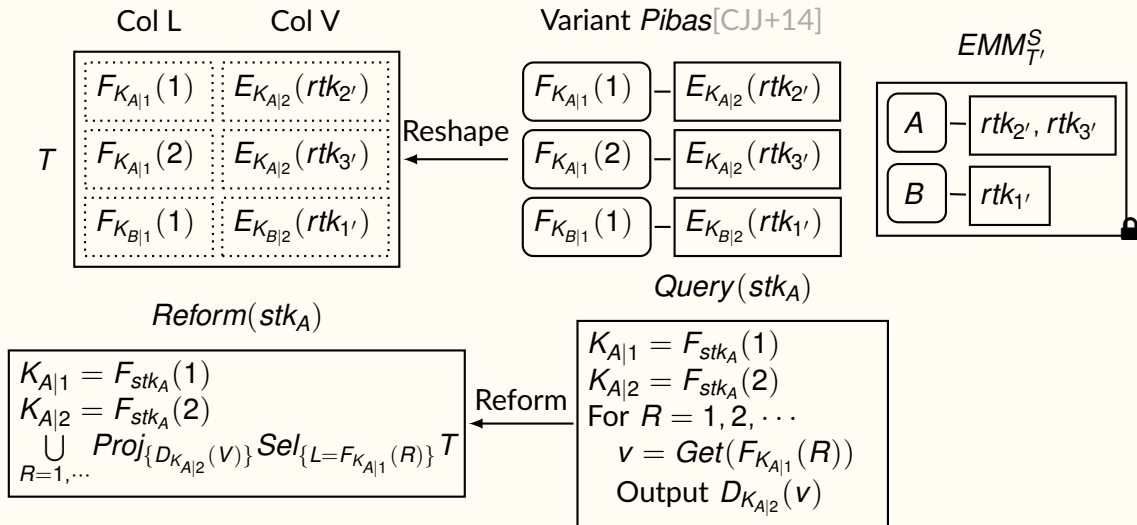 Col L Col V
T
F_{K_{A|1}}(1) E_{K_{A|2}}(rtk_{2'})
F_{K_{A|1}}(2) E_{K_{A|2}}(rtk_{3'})
F_{K_{B|1}}(1) E_{K_{B|2}}(rtk_{1'})
Reshape
Variant Pibas[CJJ+14]
F_{K_{A|1}}(1) – E_{K_{A|2}}(rtk_{2'})
F_{K_{A|1}}(2) – E_{K_{A|2}}(rtk_{3'})
F_{K_{B|1}}(1) – E_{K_{B|2}}(rtk_{1'})
EMM^S_{T'}
A – rtk_{2'}, rtk_{3'}
B – rtk_{1'}
Reform(stk_A)
K_{A|1} = F_{stk_A}(1)
K_{A|2} = F_{stk_A}(2)
⋃_{R=1,⋯} Proj_{{D_{K_{A|2}}(V)}} Sel_{{L=F_{K_{A|1}}(R)}} T
Reform
Query(stk_A)
K_{A|1} = F_{stk_A}(1)
K_{A|2} = F_{stk_A}(2)
For R = 1, 2, ⋯
v = Get(F_{K_{A|1}}(R))
Output D_{K_{A|2}}(v)